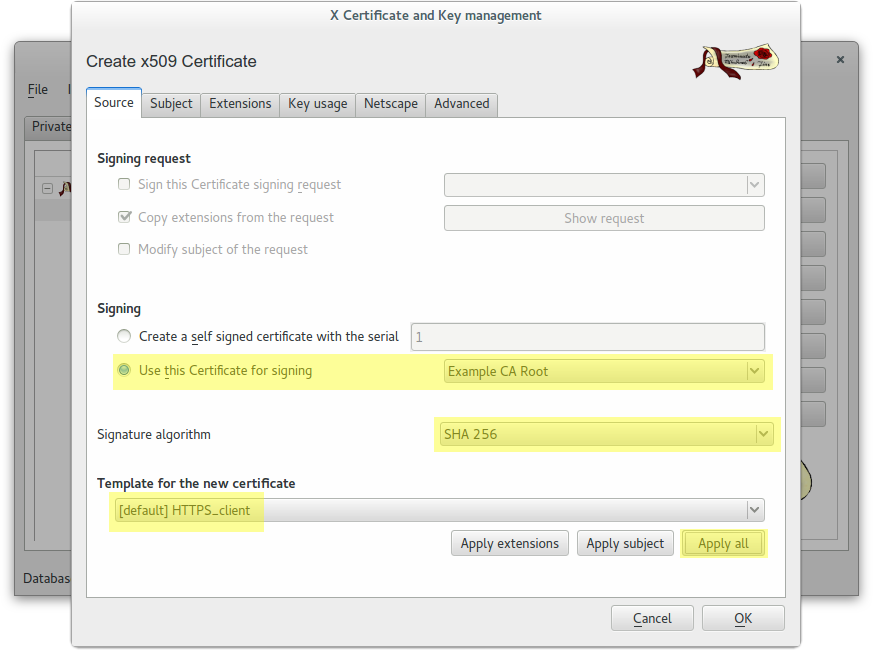 X Certificate and Key management
Create x509 Certificate
File
Private
Source Subject Extensions Key usage Netscape Advanced
Signing request
Sign this Certificate signing request
Copy extensions from the request Show request
Modify subject of the request
Signing
Create a self signed certificate with the serial 1
Use this Certificate for signing Example CA Root
Signature algorithm SHA 256
Template for the new certificate
[default] HTTPS_client
Apply extensions Apply subject Apply all
Databas
Cancel OK